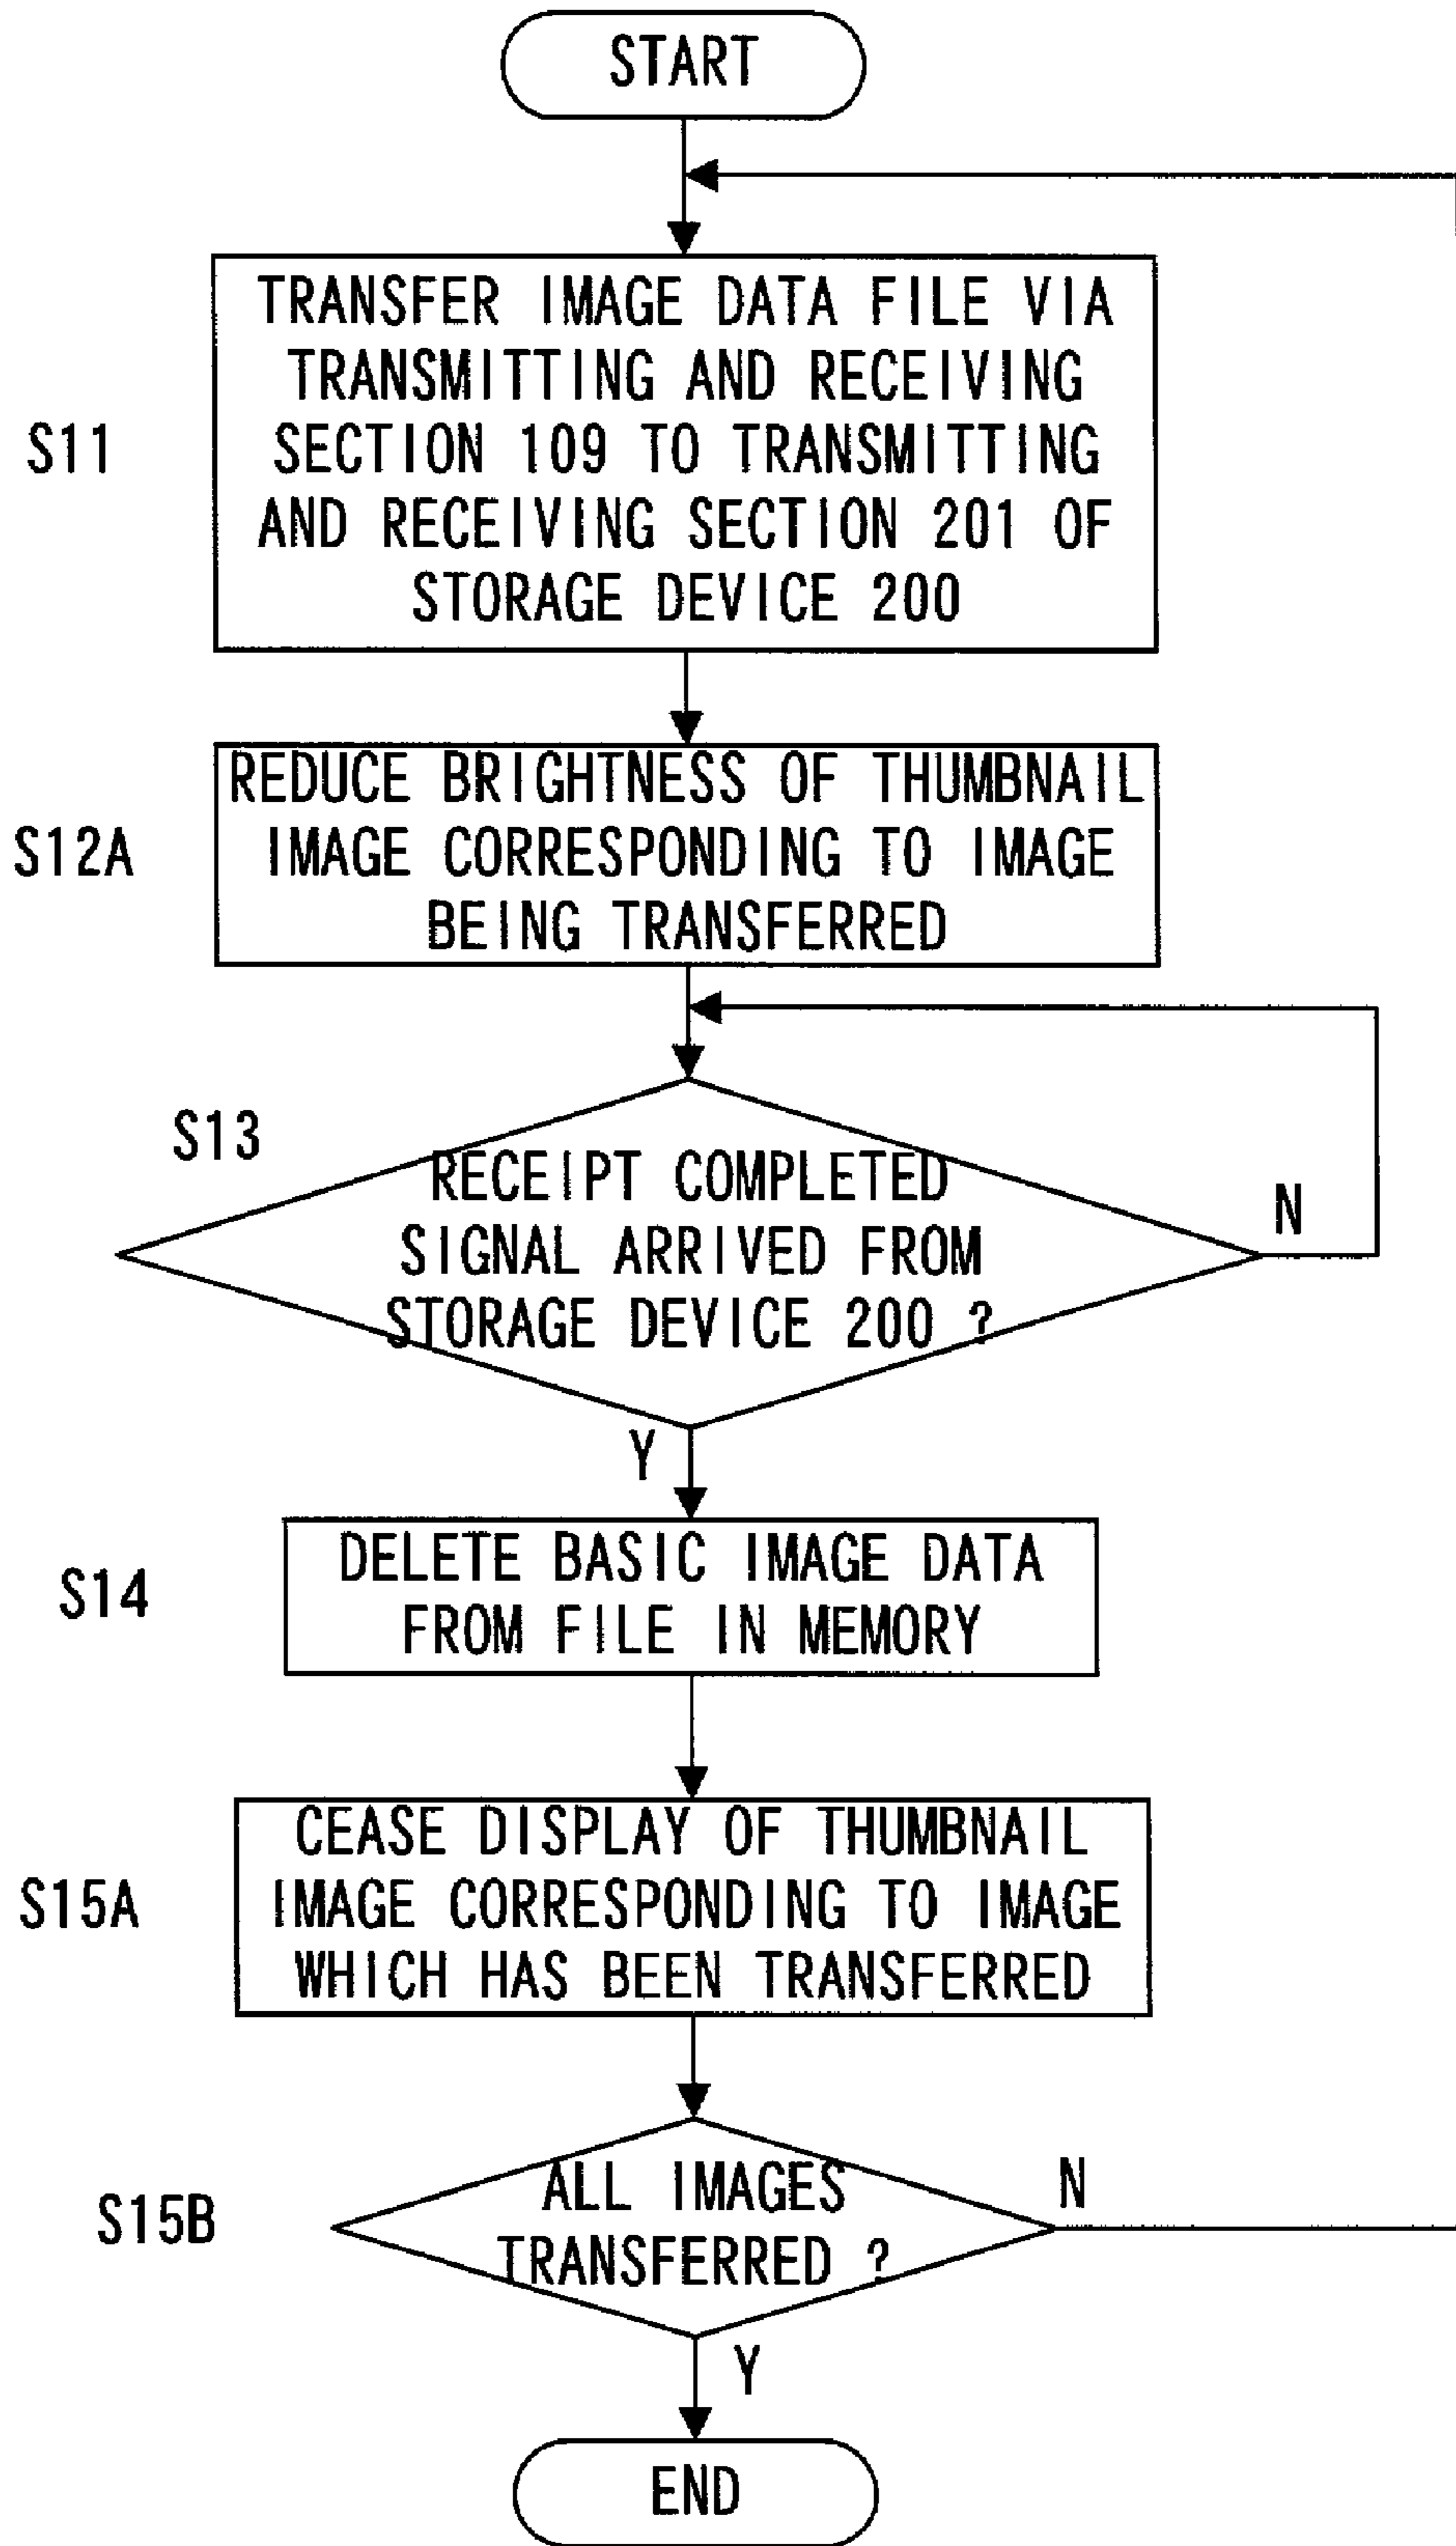 START
TRANSFER IMAGE DATA FILE VIA
TRANSMITTING AND RECEIVING
S11
SECTION 109 TO TRANSMITTING
AND RECEIVING SECTION 201 OF
STORAGE DEVICE 200
REDUCE BRIGHTNESS OF THUMBNAIL
S12A
IMAGE CORRESPONDING TO IMAGE
BEING TRANSFERRED
S13
RECEIPT COMPLETED
N
SIGNAL ARRIVED FROM
STORAGE DEVICE 200 ?
Y
S14
DELETE BASIC IMAGE DATA
FROM FILE IN MEMORY
CEASE DISPLAY OF THUMBNAIL
S15A
IMAGE CORRESPONDING TO IMAGE
WHICH HAS BEEN TRANSFERRED
S15B
ALL IMAGES
N
TRANSFERRED ?
Y
END